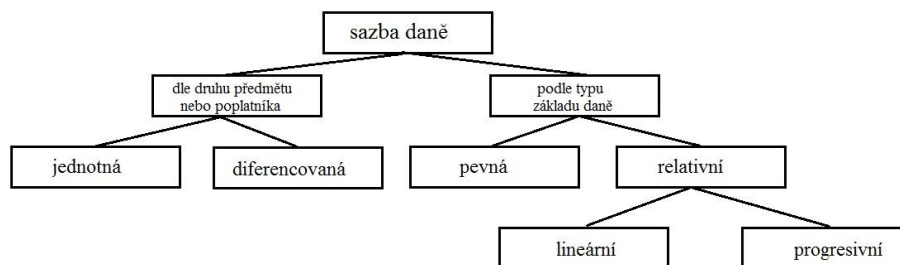 sazba daně
dle druhu předmětu
nebo poplatníka
podle typu
základu daně
jednotná
diferencovaná
pevná
relativní
lineární
progresivní